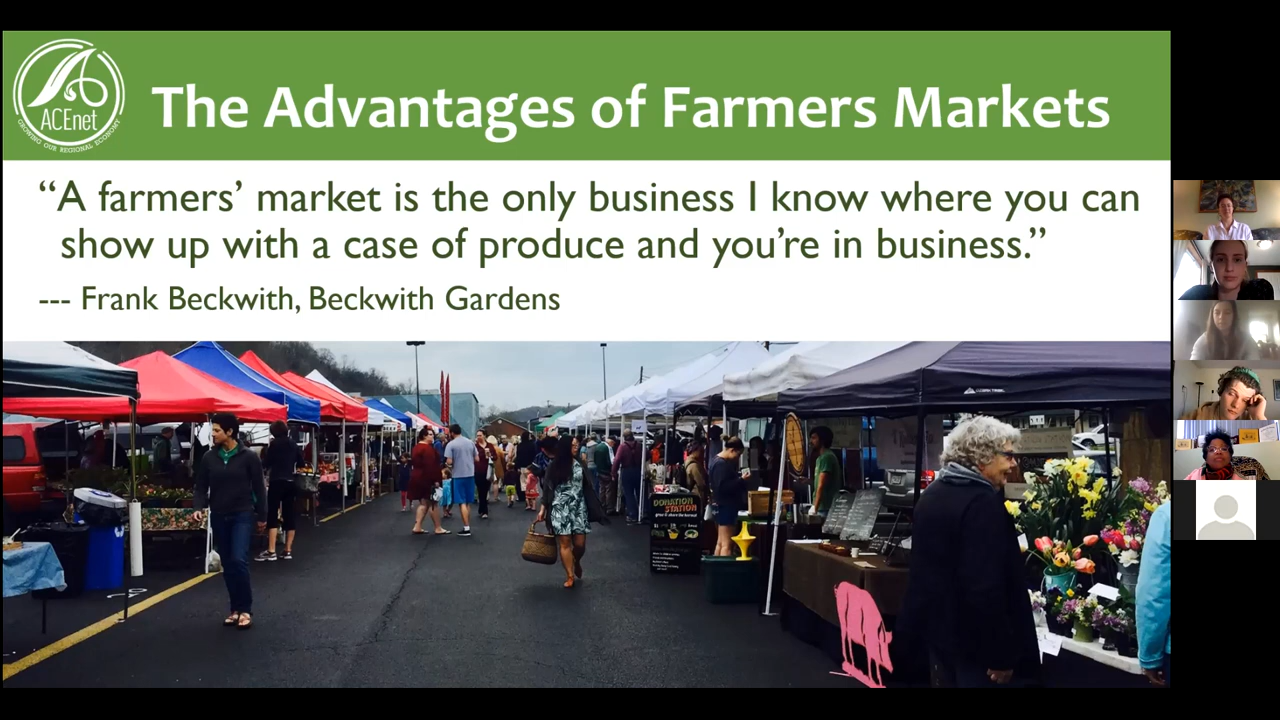 ACEnet
GROWING OUR REGIONAL ECONOMY
The Advantages of Farmers Markets
“A farmers’ market is the only business I know where you can
show up with a case of produce and you’re in business.”
--- Frank Beckwith, Beckwith Gardens
DONATION
STATION